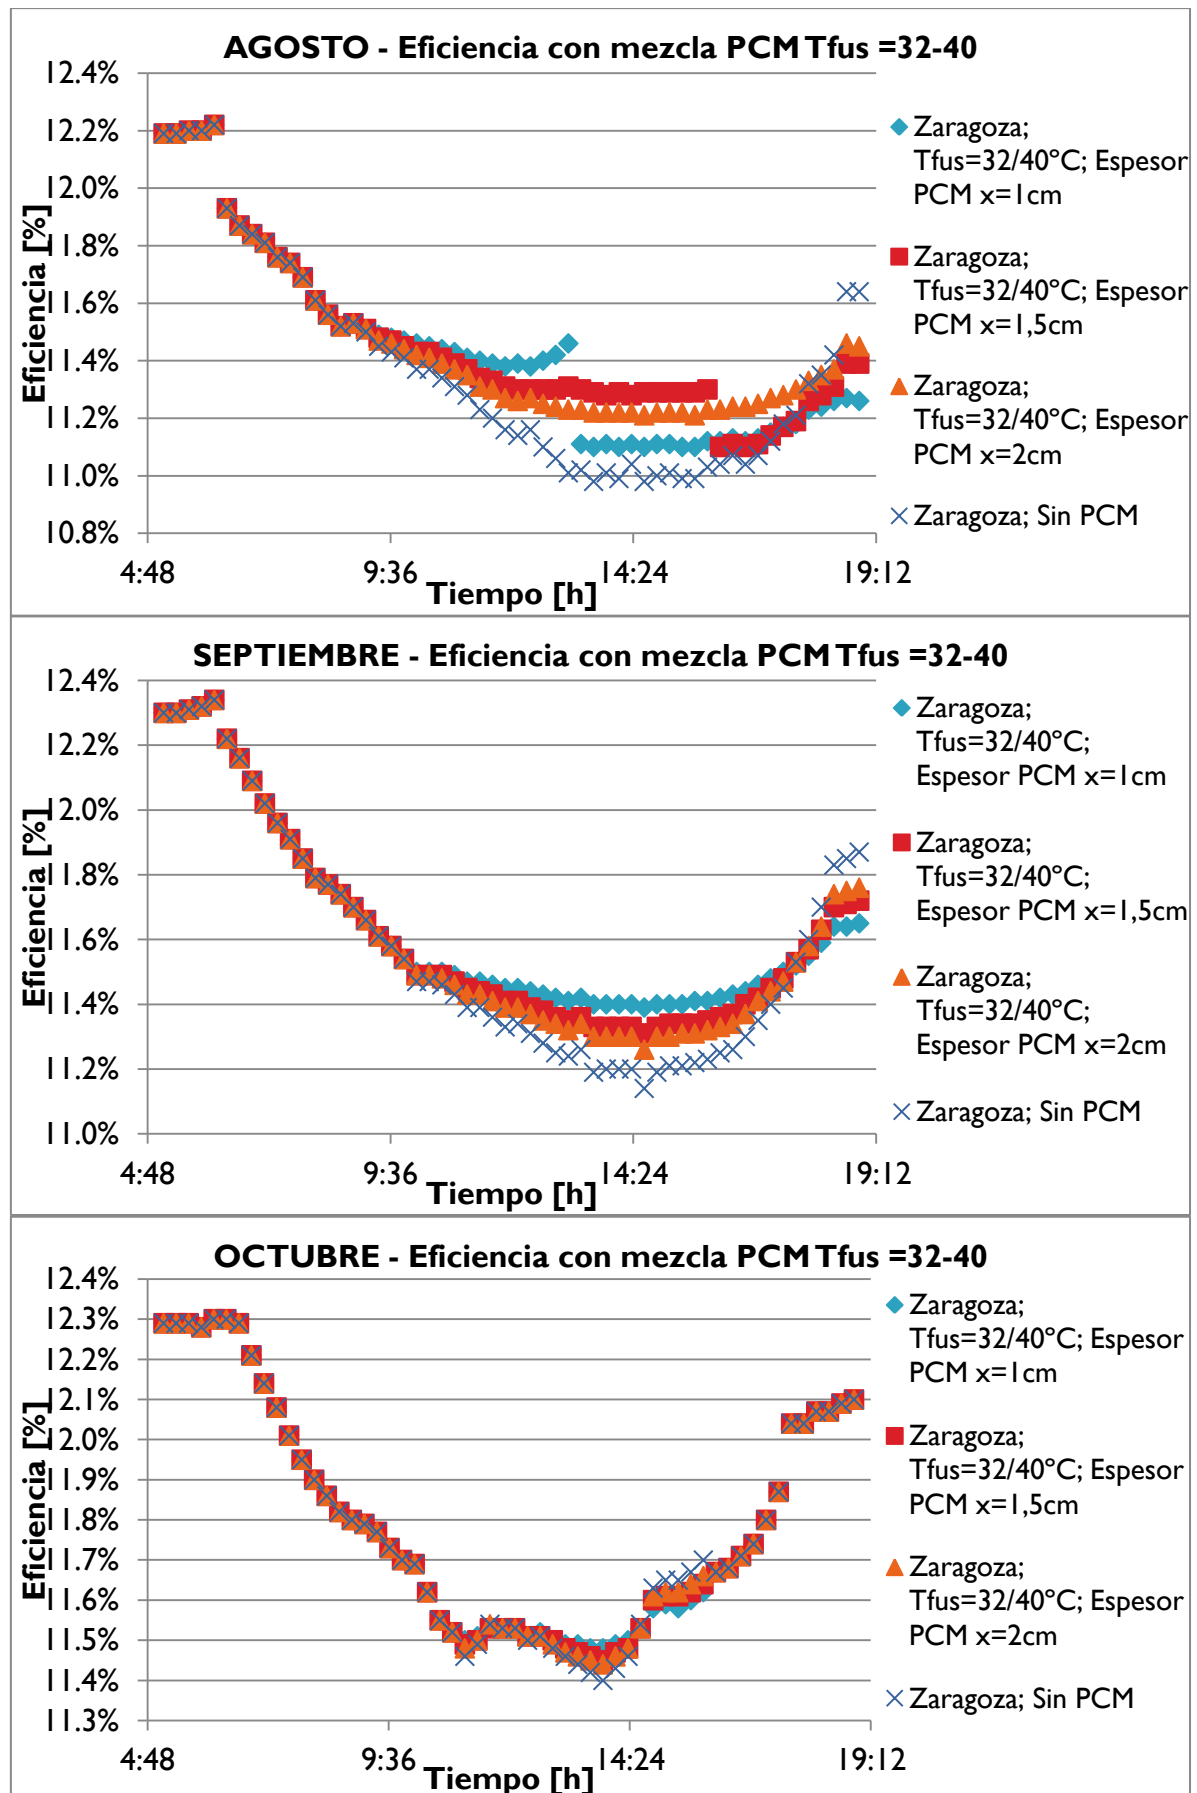 AGOSTO - Eficiencia con mezcla PCM Tfus =32-40
12.4%
12.2%
12.0%
11.8%
11.6%
11.4%
11.2%
11.0%
10.8%
Eficiencia [%]
4:48
9:36
14:24
19:12
Tiempo [h]
Zaragoza;
Tfus=32/40ºC; Espesor
PCM x=1cm
Zaragoza;
Tfus=32/40ºC; Espesor
PCM x=1,5cm
Zaragoza;
Tfus=32/40ºC; Espesor
PCM x=2cm
Zaragoza; Sin PCM
SEPTIEMBRE - Eficiencia con mezcla PCM Tfus =32-40
12.4%
12.2%
12.0%
11.8%
11.6%
11.4%
11.2%
11.0%
Eficiencia [%]
4:48
9:36
14:24
19:12
Tiempo [h]
Zaragoza;
Tfus=32/40ºC;
Espesor PCM x=1cm
Zaragoza;
Tfus=32/40ºC;
Espesor PCM x=1,5cm
Zaragoza;
Tfus=32/40ºC;
Espesor PCM x=2cm
Zaragoza; Sin PCM
OCTUBRE - Eficiencia con mezcla PCM Tfus =32-40
12.4%
12.3%
12.2%
12.1%
12.0%
11.9%
11.8%
11.7%
11.6%
11.5%
11.4%
11.3%
Eficiencia [%]
4:48
9:36
14:24
19:12
Tiempo [h]
Zaragoza;
Tfus=32/40ºC; Espesor
PCM x=1cm
Zaragoza;
Tfus=32/40ºC; Espesor
PCM x=1,5cm
Zaragoza;
Tfus=32/40ºC; Espesor
PCM x=2cm
Zaragoza; Sin PCM